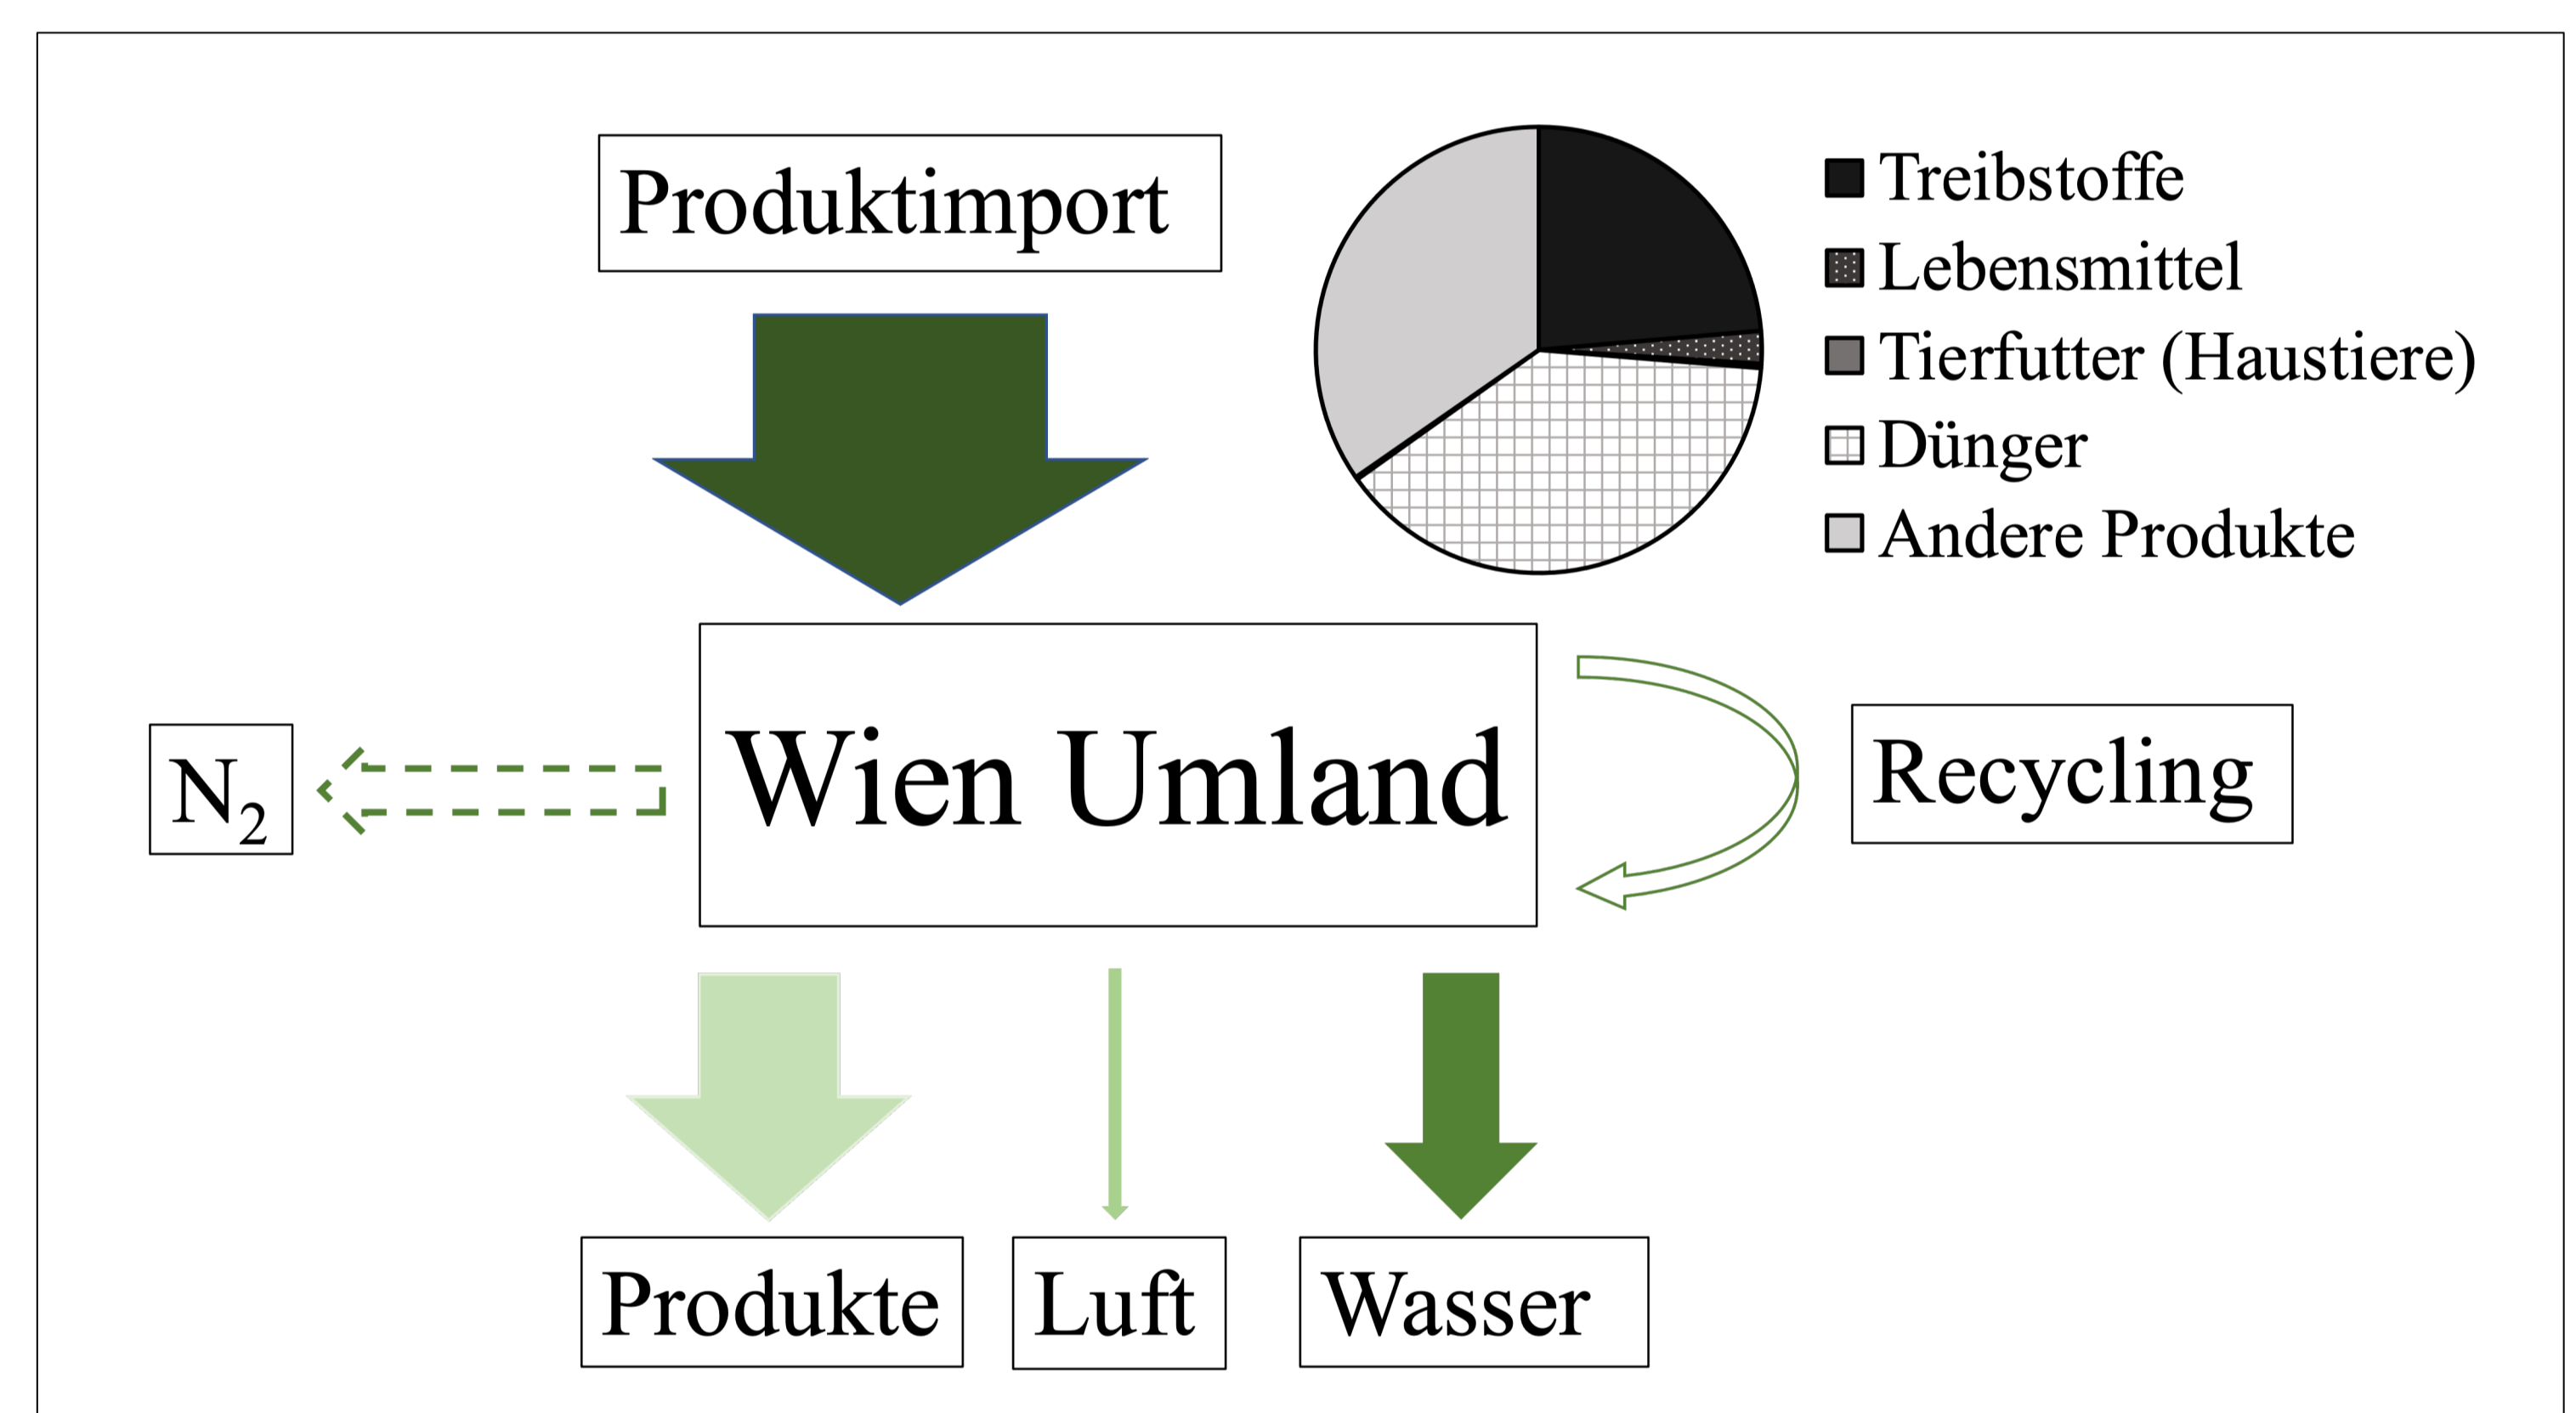 Produktimport
Treibstoffe
Lebensmittel
Tierfutter (Haustiere)
Dünger
Andere Produkte
N₂
Wien Umland
Recycling
Produkte
Luft
Wasser